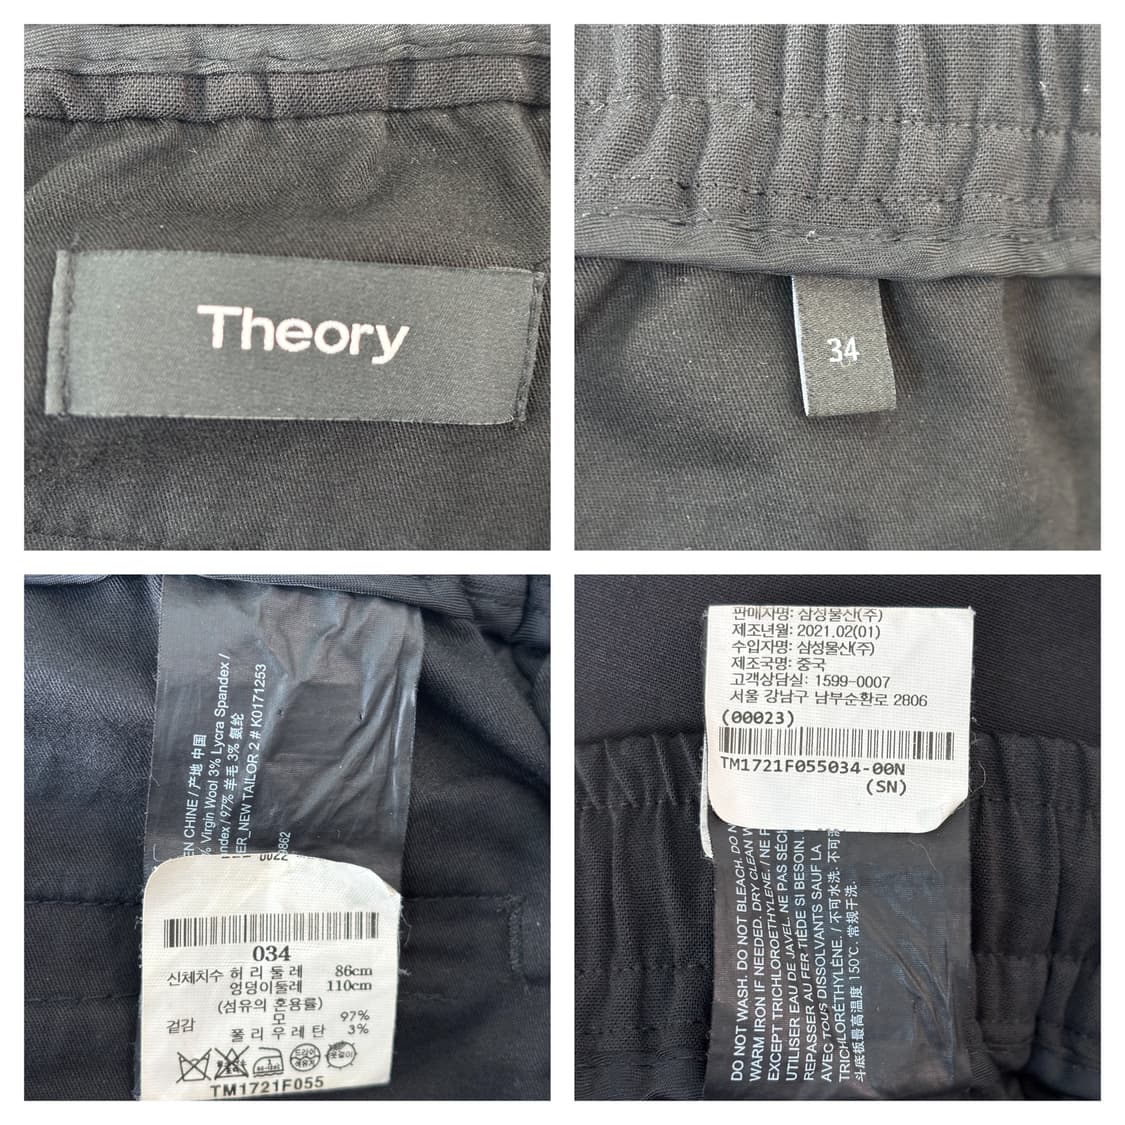 Theory
34
EN CHINE / 产地 中国
% Virgin Wool 3% Lycra Spandex /
ndex / 97% 羊毛 3% 氨纶
ER_NEW TAILOR 2 # K0171253
9862
0022
034
신체치수 허 리 둘 레 86cm
엉덩이둘레 110cm
(섬유의 혼용률)
겉감 모 97%
폴 리 우 레 탄 3%
TM1721F055
판매자명: 삼성물산(주)
제조년월: 2021.02(01)
수입자명: 삼성물산(주)
제조국명: 중국
고객상담실: 1599-0007
서울 강남구 남부순환로 2806
(00023)
TM1721F055034-00N
(SN)
DO NOT WASH. DO NOT BLEACH. DO N
WARM IRON IF NEEDED. DRY CLEAN W
EXCEPT TRICHLOROETHYLENE. / NE P
UTILISER EAU DE JAVEL. NE PAS SÉCH
REPASSER AU FER TIÈDE SI BESOIN.
AVEC TOUS DISSOLVANTS SAUF LA
TRICHLORÉTHYLÈNE. / 不可水洗. 不可漂
斗底板最高温度 150℃. 常规干洗.